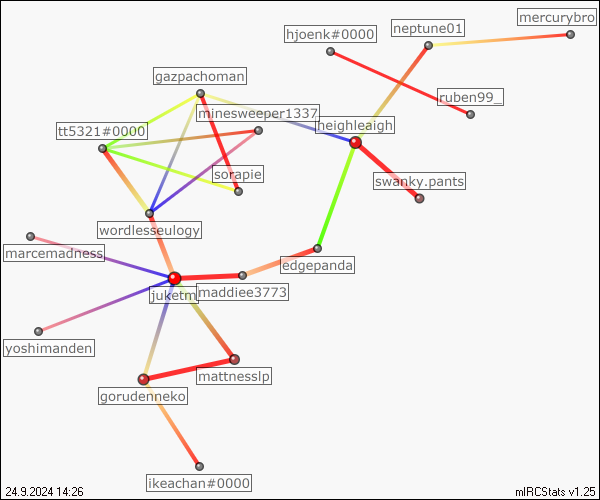 mercurybro
neptune01
hjoenk#0000
gazpachoman
ruben99_
minesweeper1337
heighleaigh
tt5321#0000
sorapie
swanky.pants
wordlesseulogy
marcemadness
edgepanda
juketm
maddiee3773
yoshimanden
mattnesslp
gorudenneko
ikeachan#0000
24.9.2024 14:26
mIRCStats v1.25